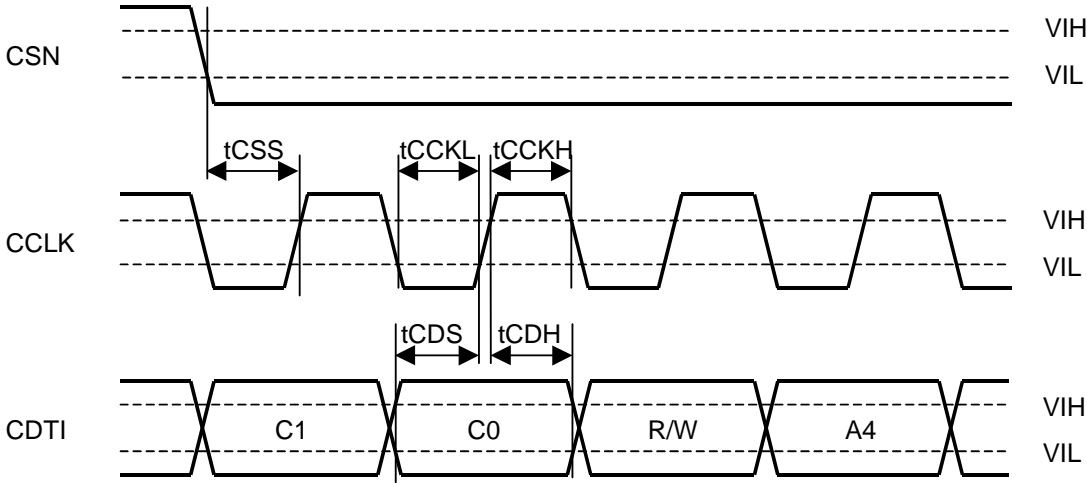 CSN
VIH
VIL
tCSS
tCCKL
tCCKH
CCLK
VIH
VIL
tCDS
tCDH
CDTI
C1
C0
R/W
A4
VIH
VIL